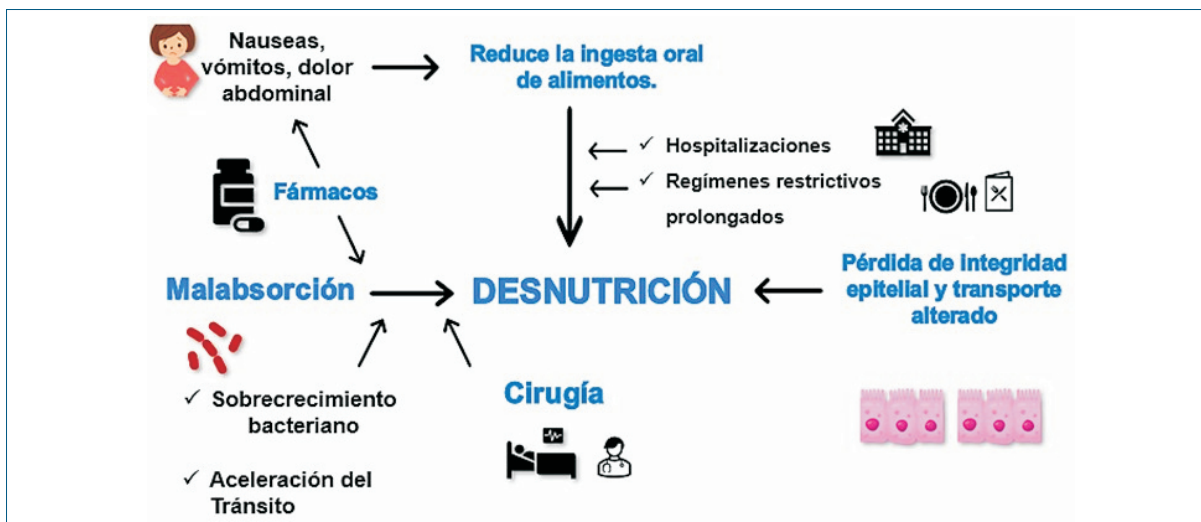 Nauseas,
vómitos, dolor
abdominal
Reduce la ingesta oral
de alimentos.
✓ Hospitalizaciones
✓ Regímenes restrictivos
prolongados
Fármacos
Malabsorción
DESNUTRICIÓN
Pérdida de integridad
epitelial y transporte
alterado
✓ Sobrecrecimiento
bacteriano
✓ Aceleración del
Tránsito
Cirugía